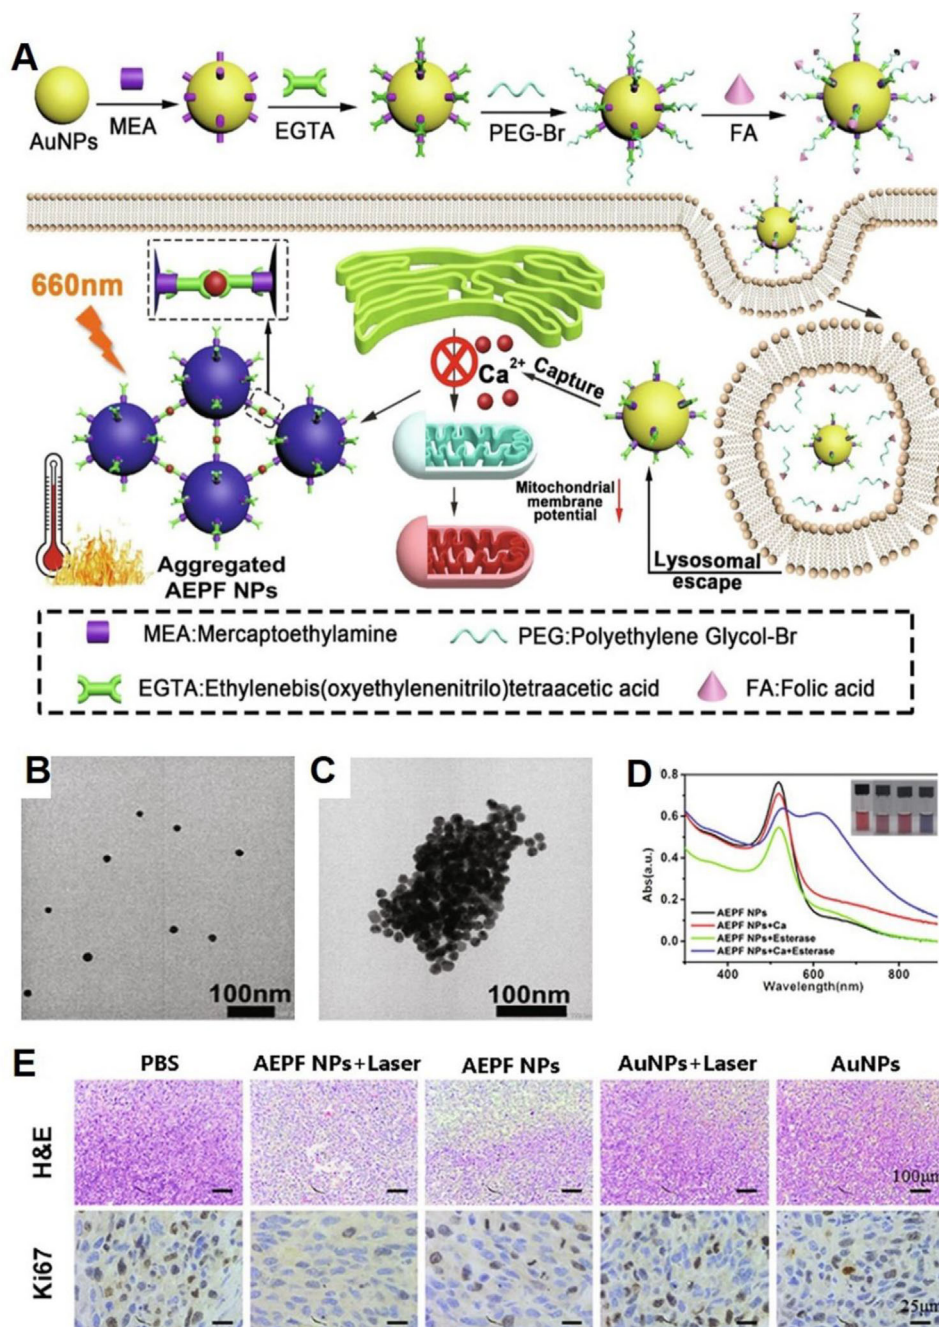 A
AuNPs
MEA
EGTA
PEG-Br
FA
660nm
Ca2+ Capture
Mitochondrial
membrane
potential
Lysosomal
escape
Aggregated
AEPF NPs
MEA:Mercaptoethylamine
PEG:Polyethylene Glycol-Br
EGTA:Ethylenebis(oxyethylenenitrilo)tetraacetic acid
FA:Folic acid
B
100nm
C
100nm
D
Abs(a.u.)
0.8
0.6
0.4
0.2
0.0
AEPF NPs
AEPF NPs+Ca
AEPF NPs+Esterase
AEPF NPs+Ca+Esterase
400
600
800
Wavelength(nm)
E
PBS
AEPF NPs+Laser
AEPF NPs
AuNPs+Laser
AuNPs
H&E
100μm
Ki67
25μm